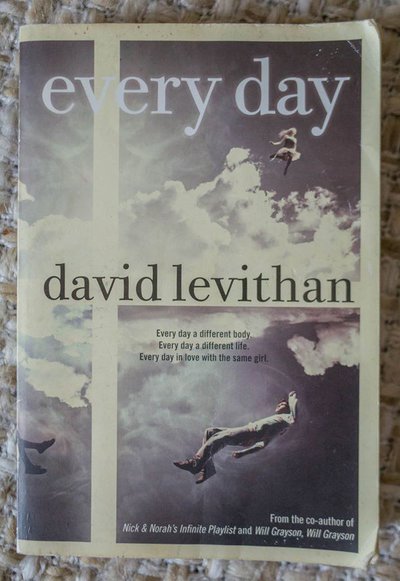 every day
david levithan
Every day a different body.
Every day a different life.
Every day in love with the same girl.
From the co-author of
Nick & Norah's Infinite Playlist and Will Grayson, Will Grayson